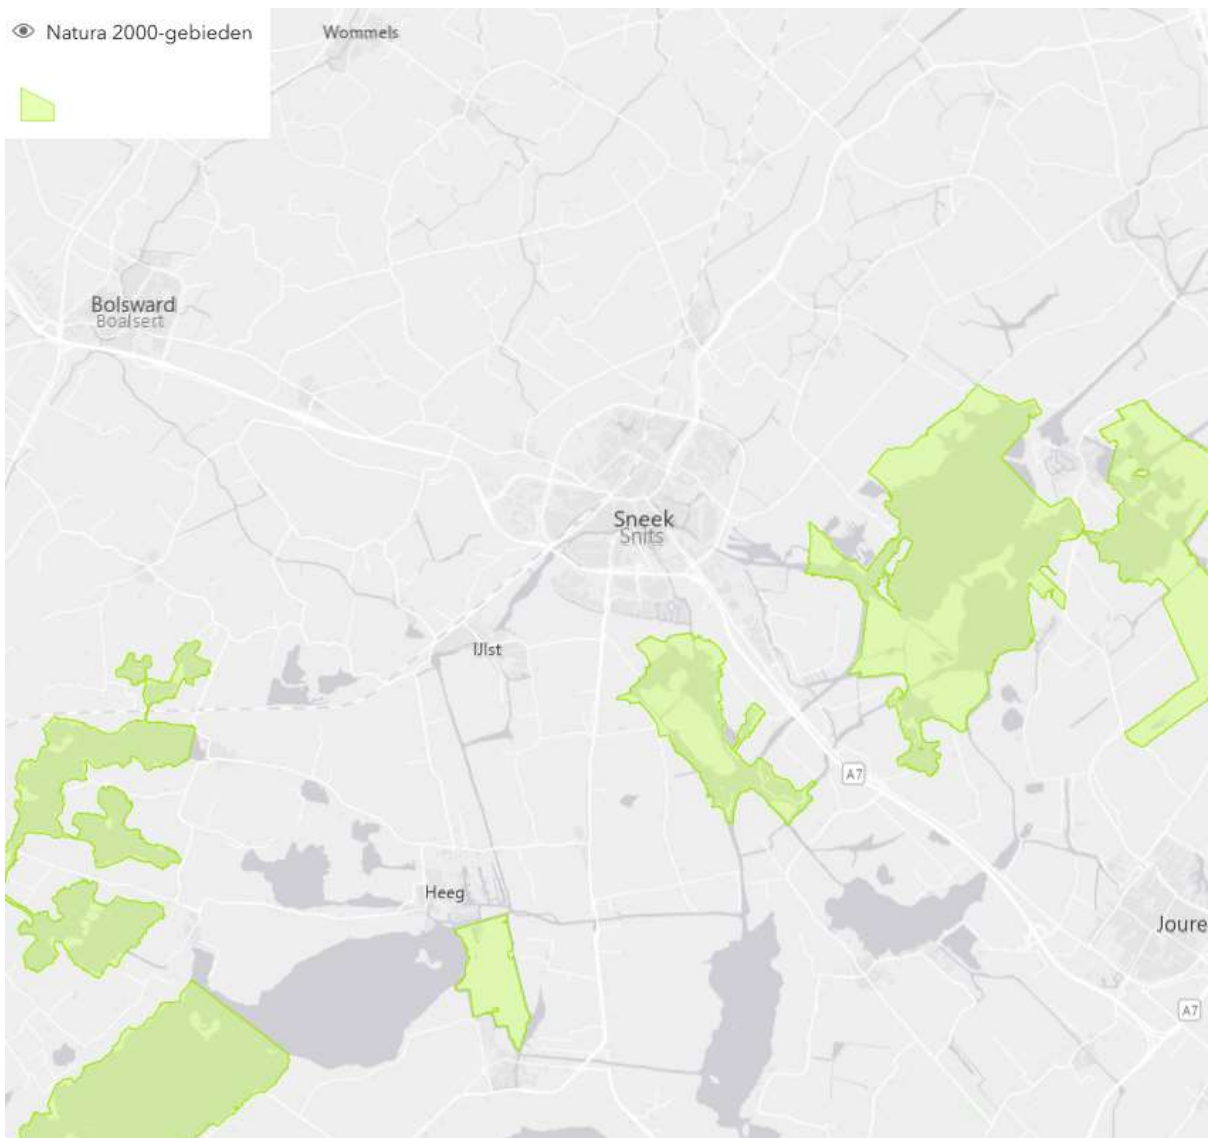 Natura 2000-gebieden
Wommels
Bolsward
Boalsert
Sneek
Snits
IJlst
A7
Heeg
Joure
A7